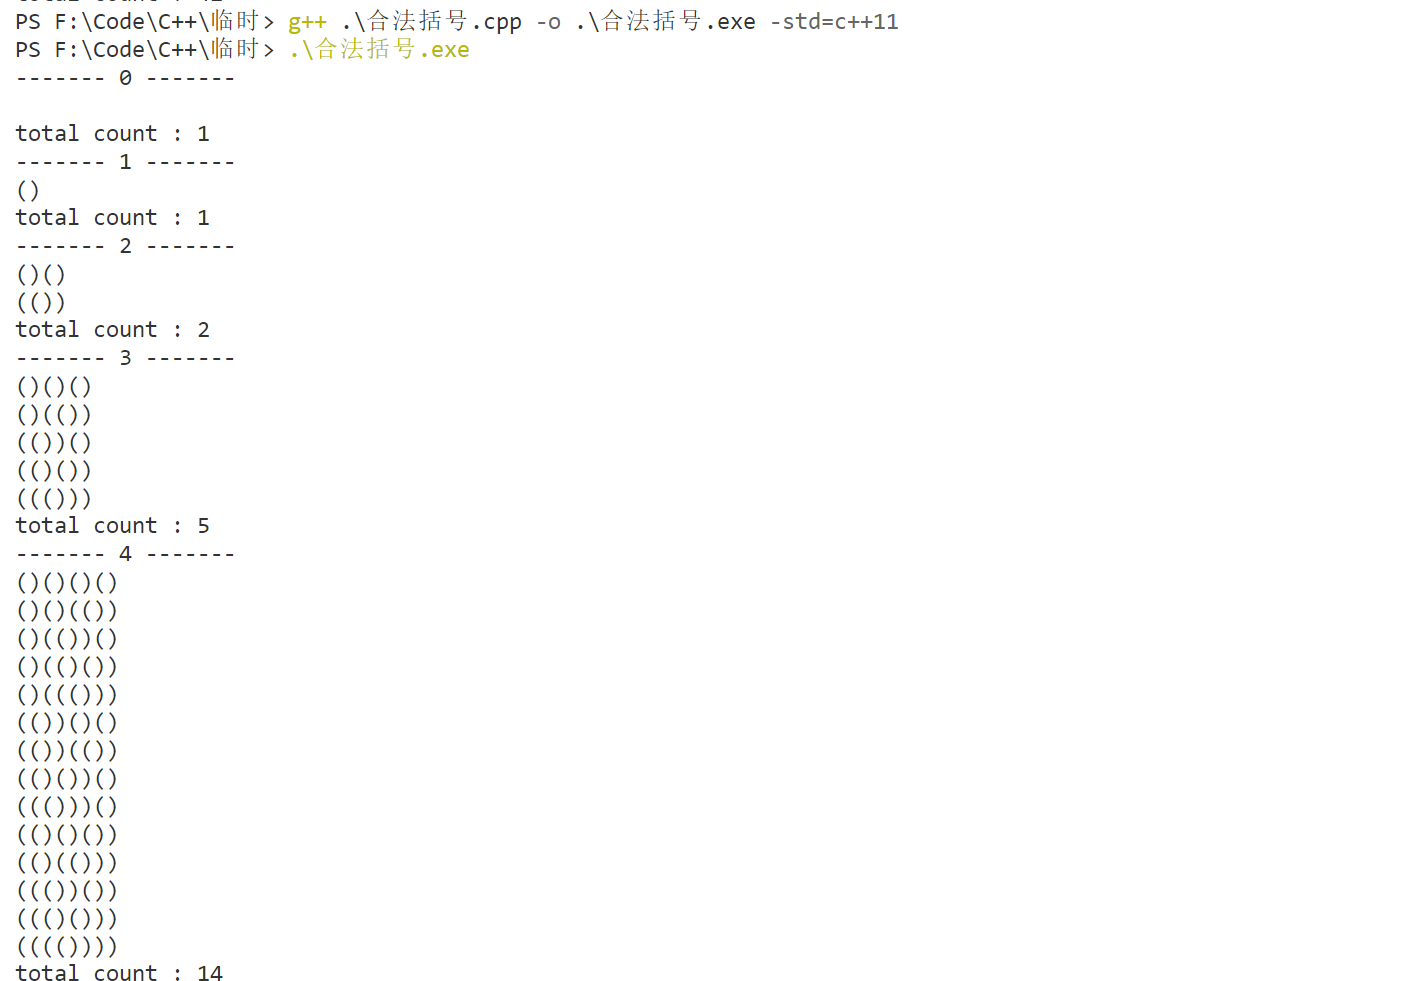 PS F:\Code\C++\临时> g++ .\合法括号.cpp -o .\合法括号.exe -std=c++11
PS F:\Code\C++\临时> .\合法括号.exe
------- 0 -------
total count : 1
------- 1 -------
()
total count : 1
------- 2 -------
()()
(())
total count : 2
------- 3 -------
()()()
()(())
(())()
(()())
((()))
total count : 5
------- 4 -------
()()()()
()()(())
()(())()
()(()())
()((()))
(())()()
(())(())
(()())()
((()))()
(()()())
(()(()))
((())())
((()()))
(((())))
total count : 14